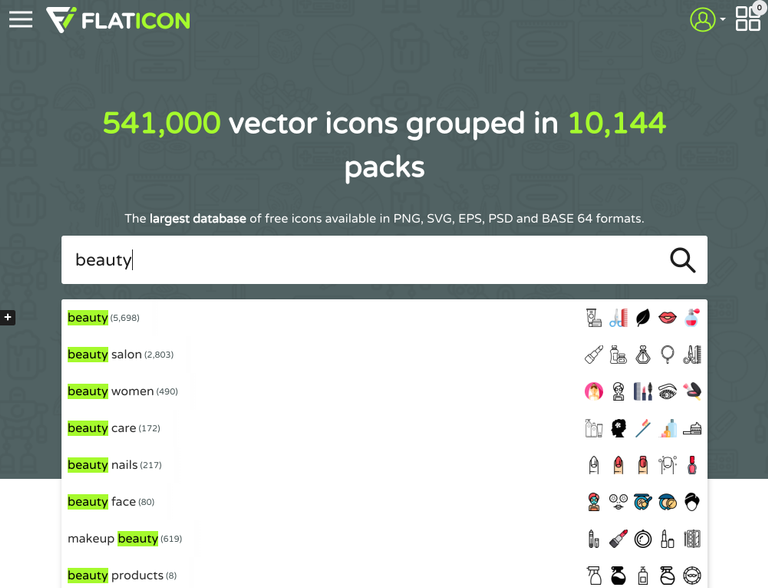 FLATICON
0
541,000 vector icons grouped in 10,144
packs
The largest database of free icons available in PNG, SVG, EPS, PSD and BASE 64 formats.
beauty
+
beauty (5,698)
beauty salon (2,803)
beauty women (490)
beauty care (172)
beauty nails (217)
beauty face (80)
makeup beauty (619)
beauty products (8)